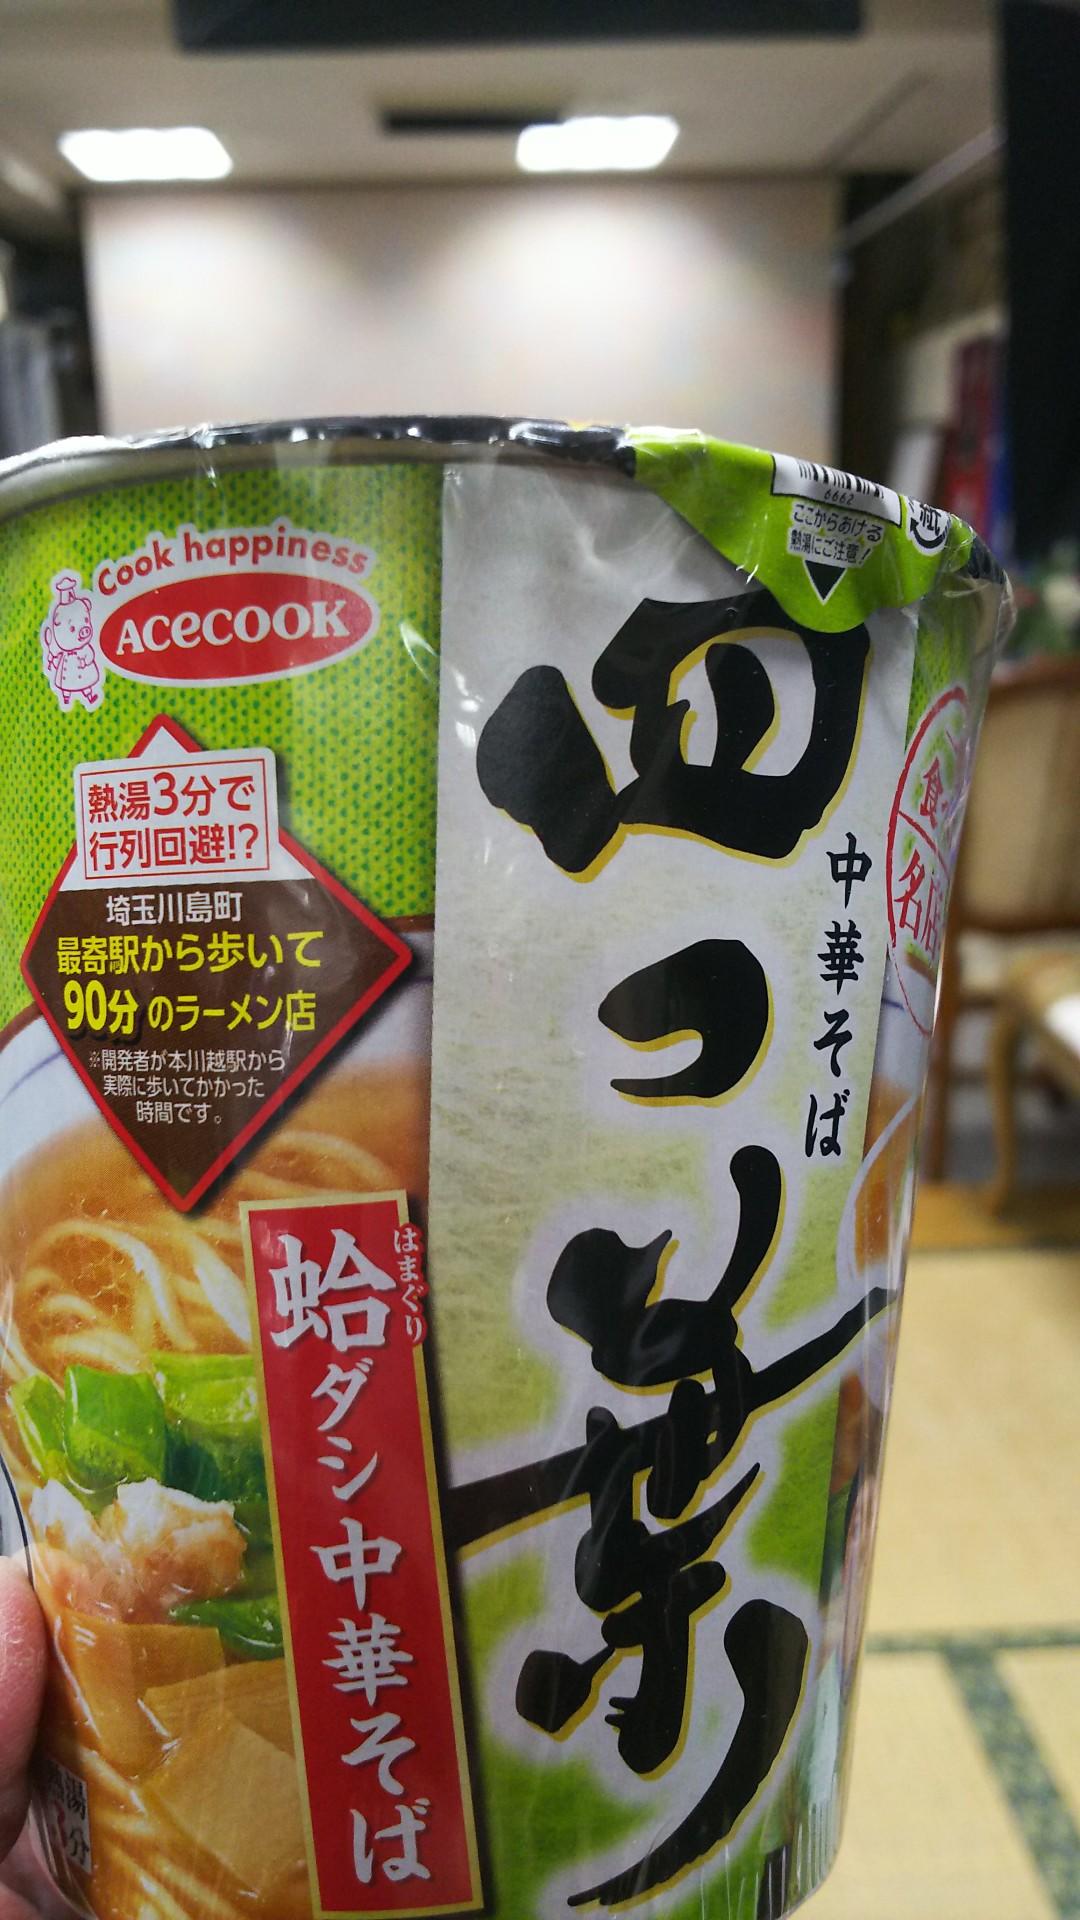 Cook happiness
ACECOOK
熱湯3分で
行列回避!?
埼玉川島町
最寄駅から歩いて
90分のラーメン店
※開発者が本川越駅から
実際に歩いてかかった
時間です。
はまぐり
蛤ダシ中華そば
中華そば
四つ葉
6662
ここからあける
熱湯にご注意!
紙
名店